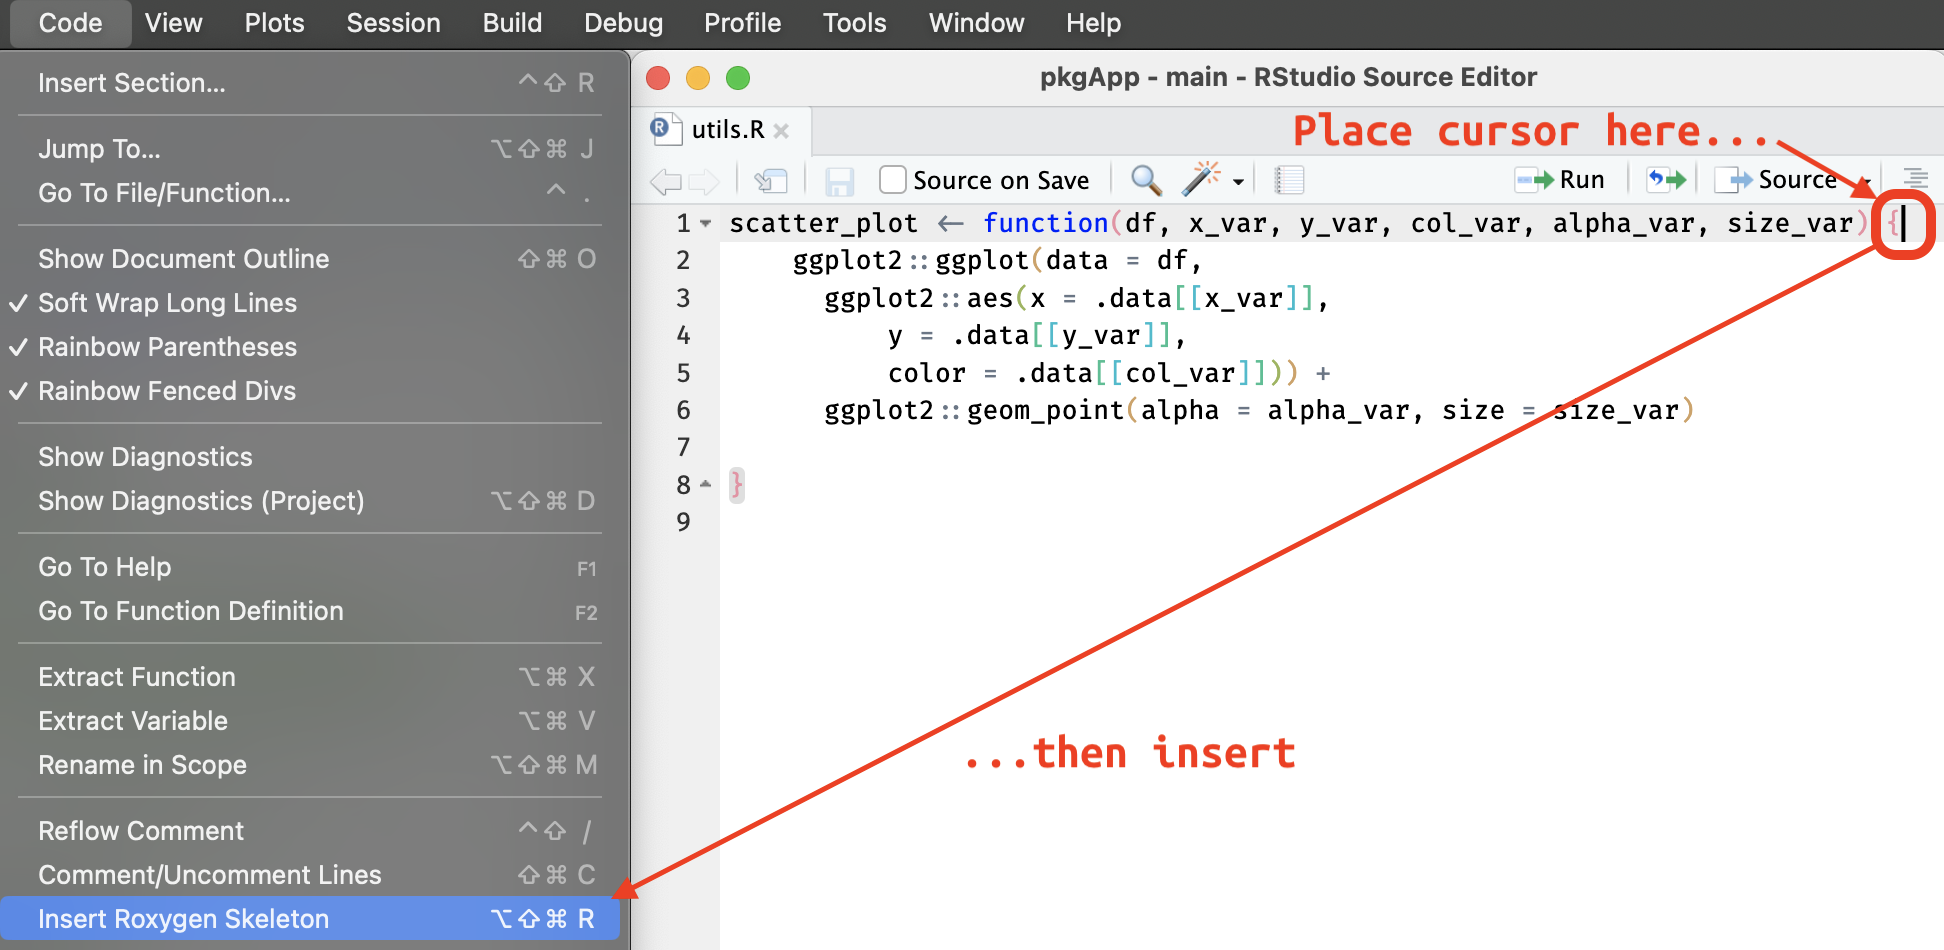 Code View Plots Session Build Debug Profile Tools Window Help
Insert Section... ⌃⇧ R
Jump To... ⌥⇧⌘ J
Go To File/Function... ⌃ .
Show Document Outline ⇧⌘ O
✓ Soft Wrap Long Lines
✓ Rainbow Parentheses
✓ Rainbow Fenced Divs
Show Diagnostics
Show Diagnostics (Project) ⌥⇧⌘ D
Go To Help F1
Go To Function Definition F2
Extract Function ⌥⌘ X
Extract Variable ⌥⌘ V
Rename in Scope ⌥⇧⌘ M
Reflow Comment ⌃⇧ /
Comment/Uncomment Lines ⇧⌘ C
Insert Roxygen Skeleton ⌥⇧⌘ R
pkgApp - main - RStudio Source Editor
R utils.R
Place cursor here...
Source on Save Run Source
1 scatter_plot <- function(df, x_var, y_var, col_var, alpha_var, size_var) {
2 ggplot2::ggplot(data = df,
3 ggplot2::aes(x = .data[[x_var]],
4 y = .data[[y_var]],
5 color = .data[[col_var]])) +
6 ggplot2::geom_point(alpha = alpha_var, size = size_var)
7
8 }
9
...then insert